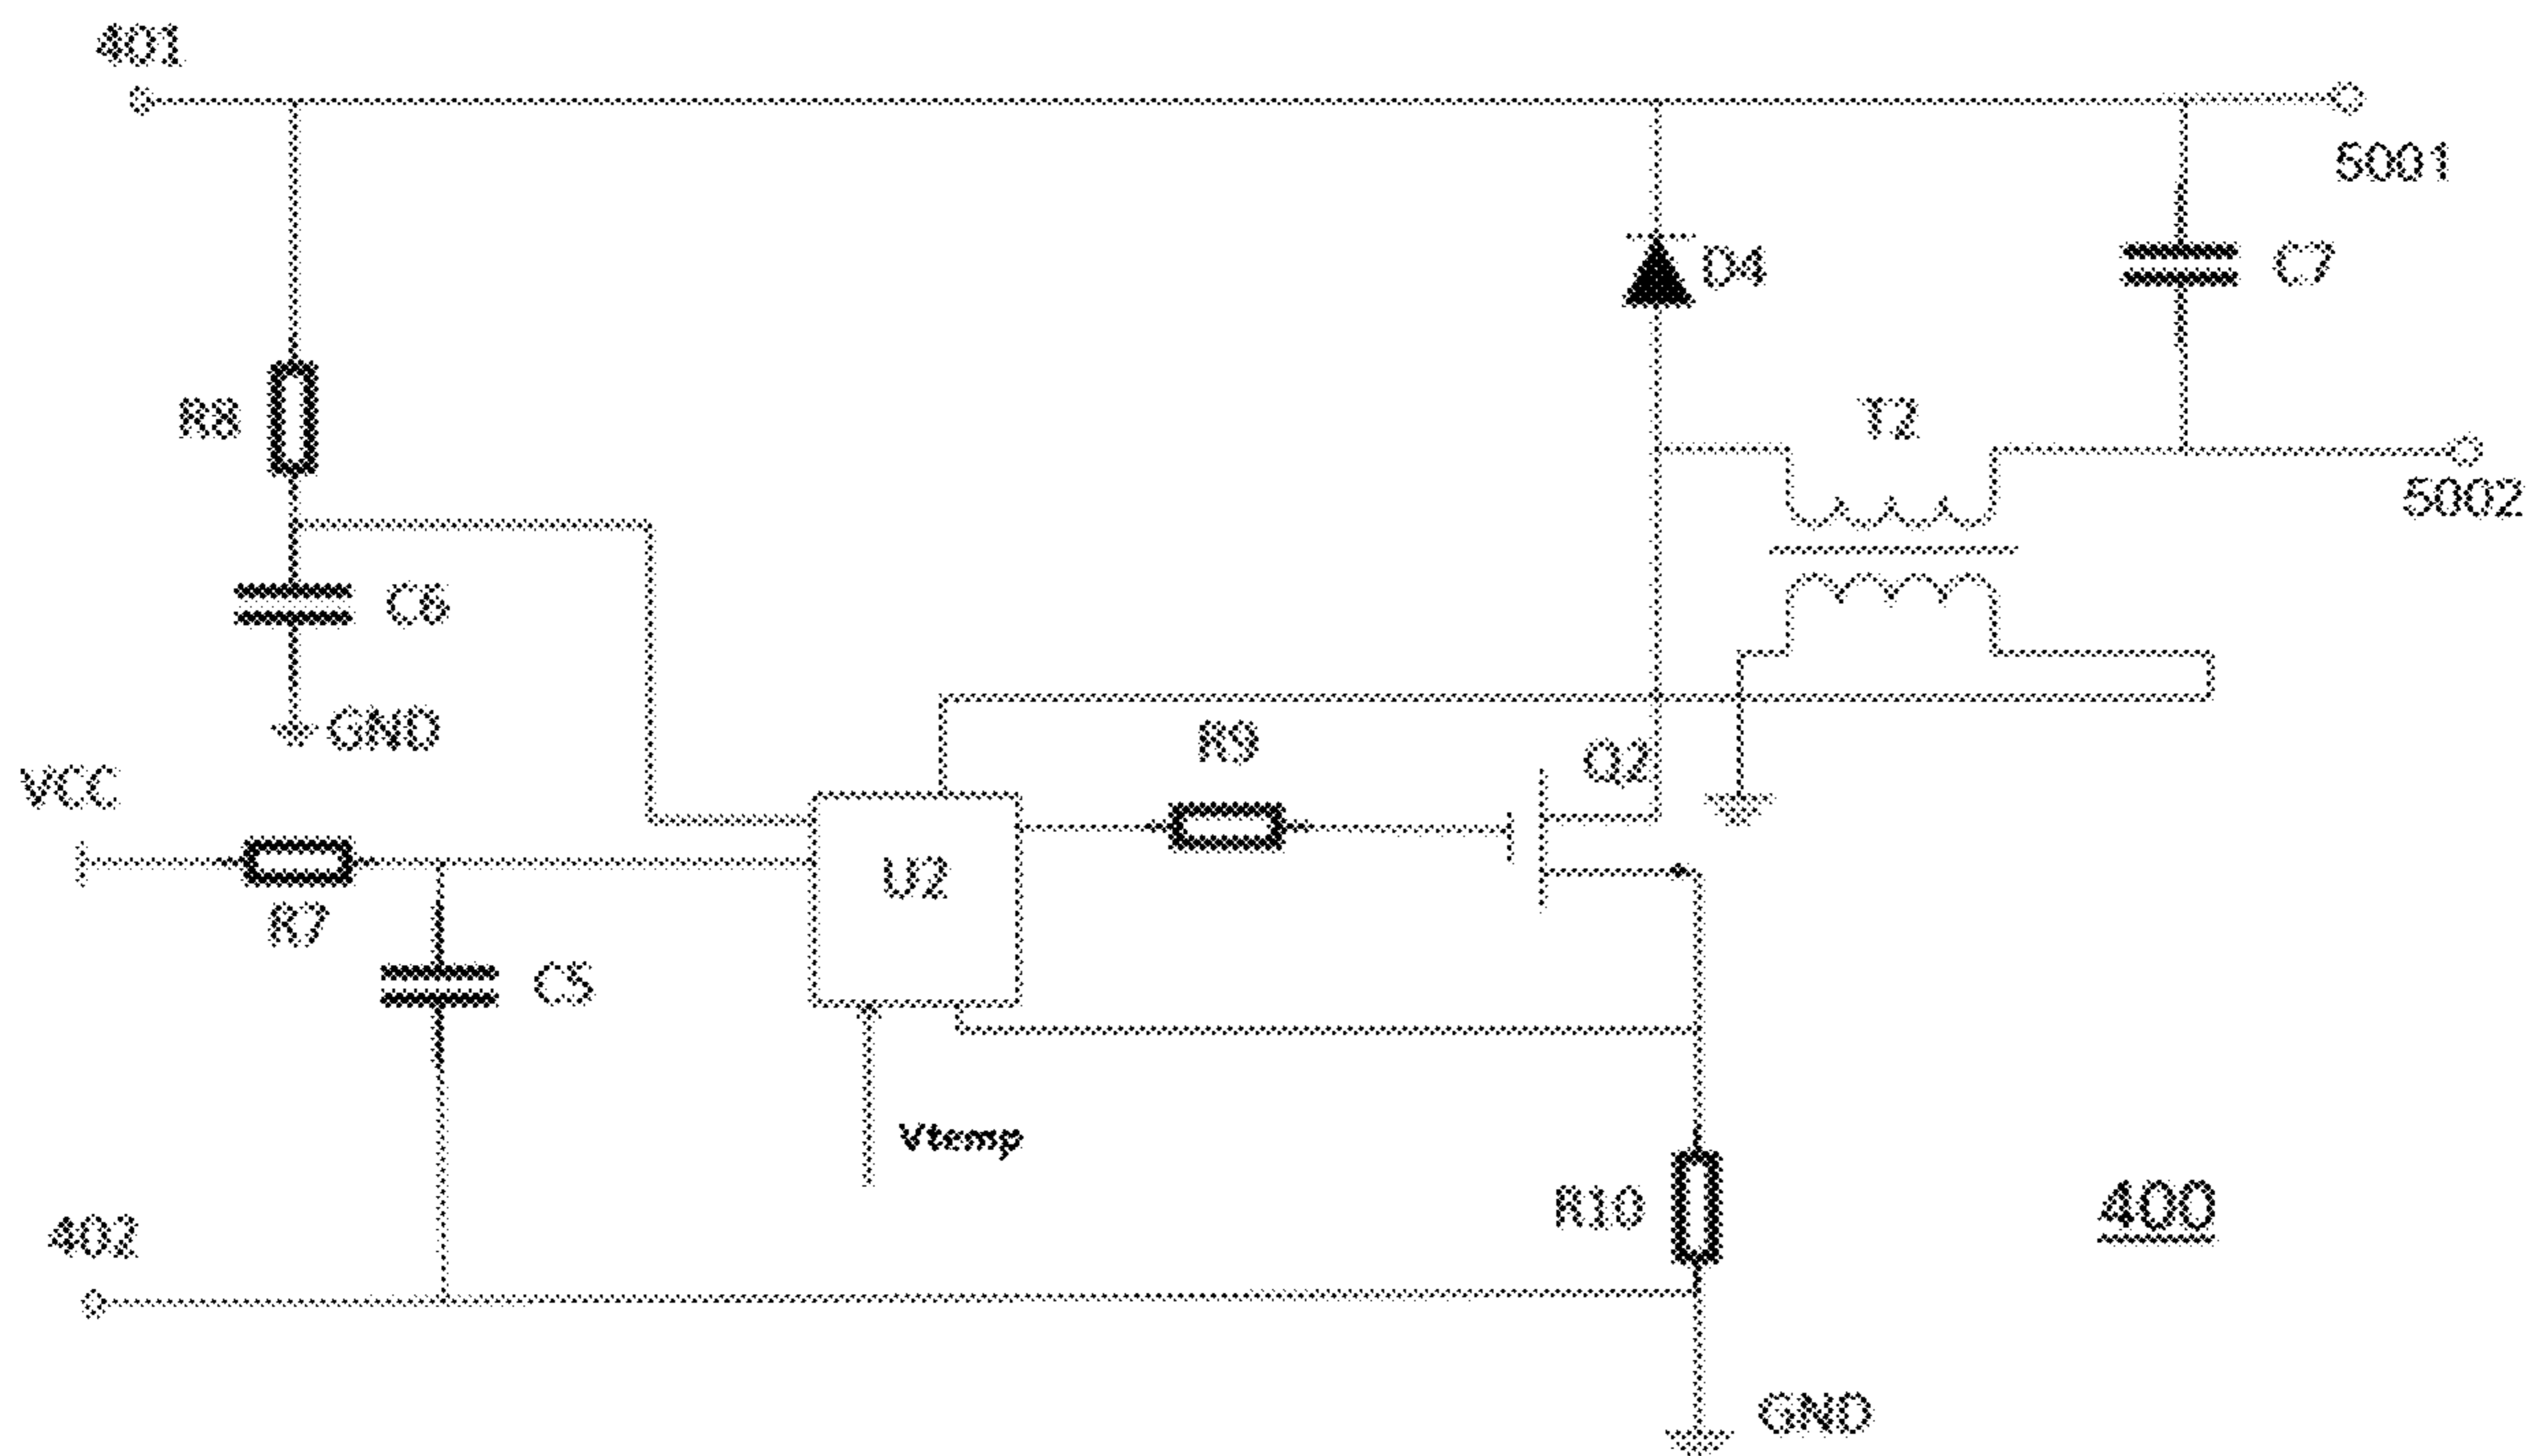 401
5001
D4
C7
R8
T2
5002
C6
GND
R9
Q2
VCC
U2
R7
C5
Vtemp
R10
400
402
GND